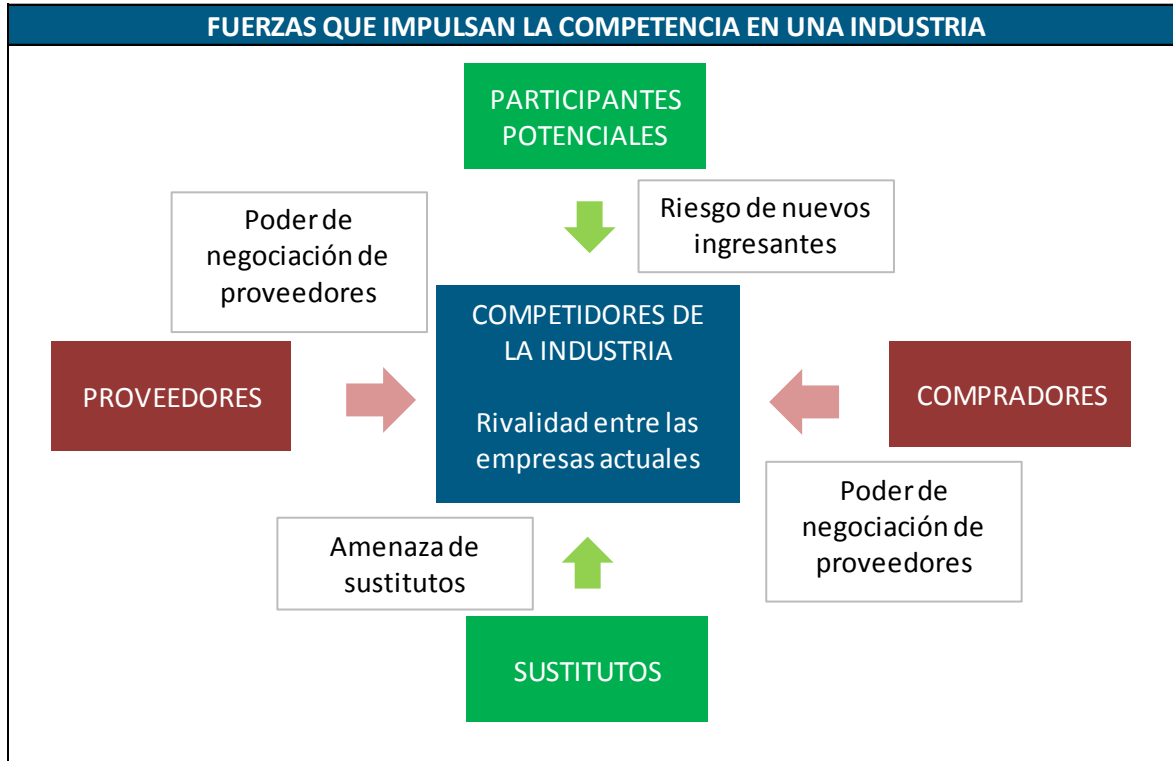 FUERZAS QUE IMPULSAN LA COMPETENCIA EN UNA INDUSTRIA
PARTICIPANTES
POTENCIALES
Poder de
negociación de
proveedores
Riesgo de nuevos
ingresantes
COMPETIDORES DE
LA INDUSTRIA
Rivalidad entre las
empresas actuales
PROVEEDORES
COMPRADORES
Amenaza de
sustitutos
Poder de
negociación de
proveedores
SUSTITUTOS